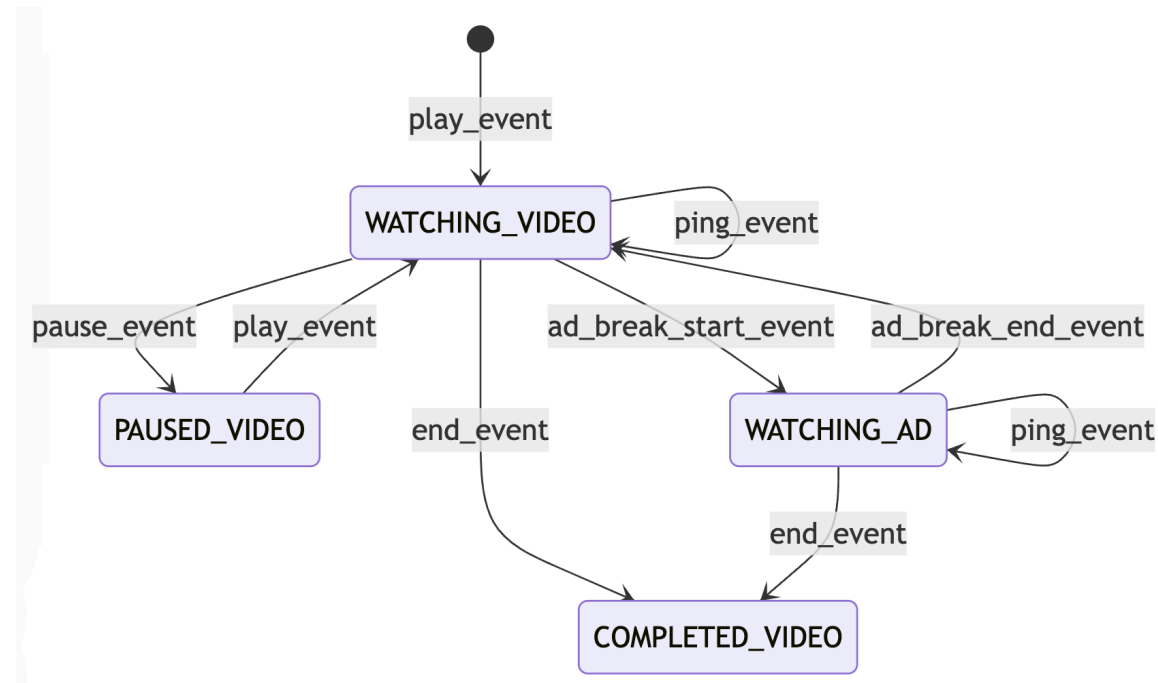 play_event
WATCHING_VIDEO
ping_event
pause_event
play_event
ad_break_start_event
ad_break_end_event
PAUSED_VIDEO
end_event
WATCHING_AD
ping_event
end_event
COMPLETED_VIDEO